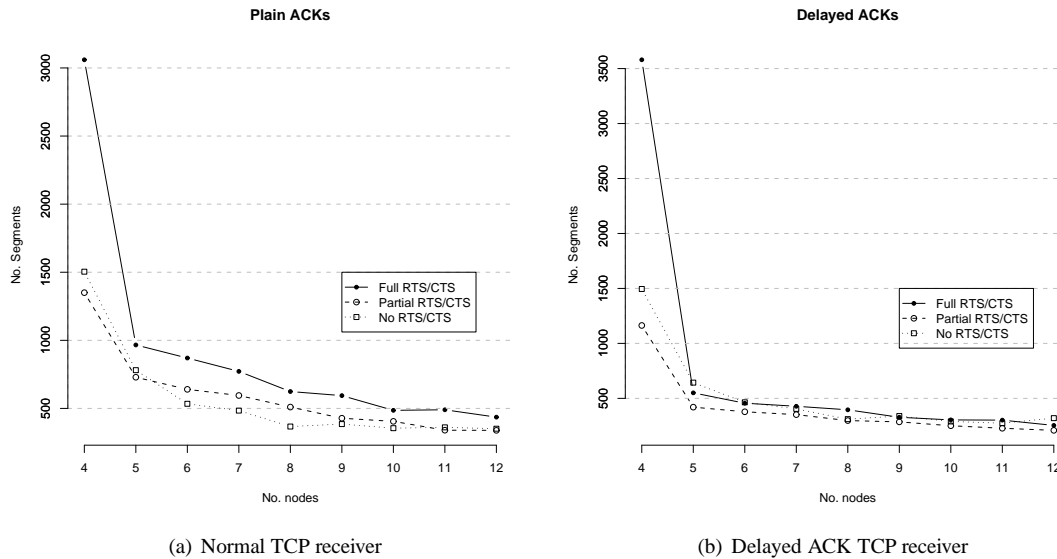 Plain ACKs
No. Segments
3000
2500
2000
1500
1000
500
4 5 6 7 8 9 10 11 12
No. nodes
Full RTS/CTS
Partial RTS/CTS
No RTS/CTS
(a) Normal TCP receiver
Delayed ACKs
No. Segments
3500
3000
2500
2000
1500
1000
500
4 5 6 7 8 9 10 11 12
No. nodes
Full RTS/CTS
Partial RTS/CTS
No RTS/CTS
(b) Delayed ACK TCP receiver